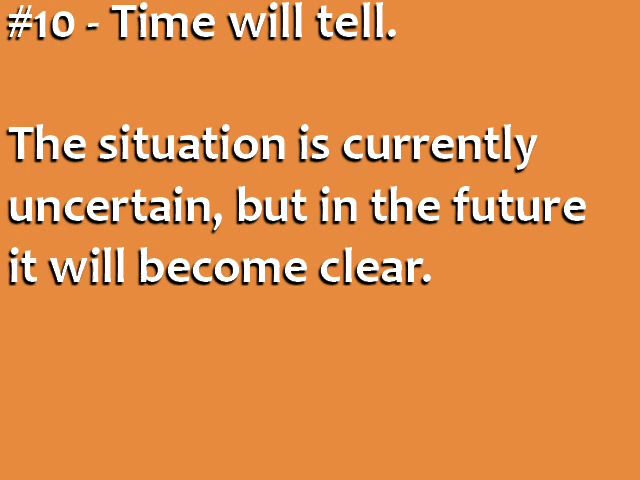 #10 - Time will tell.
The situation is currently
uncertain, but in the future
it will become clear.